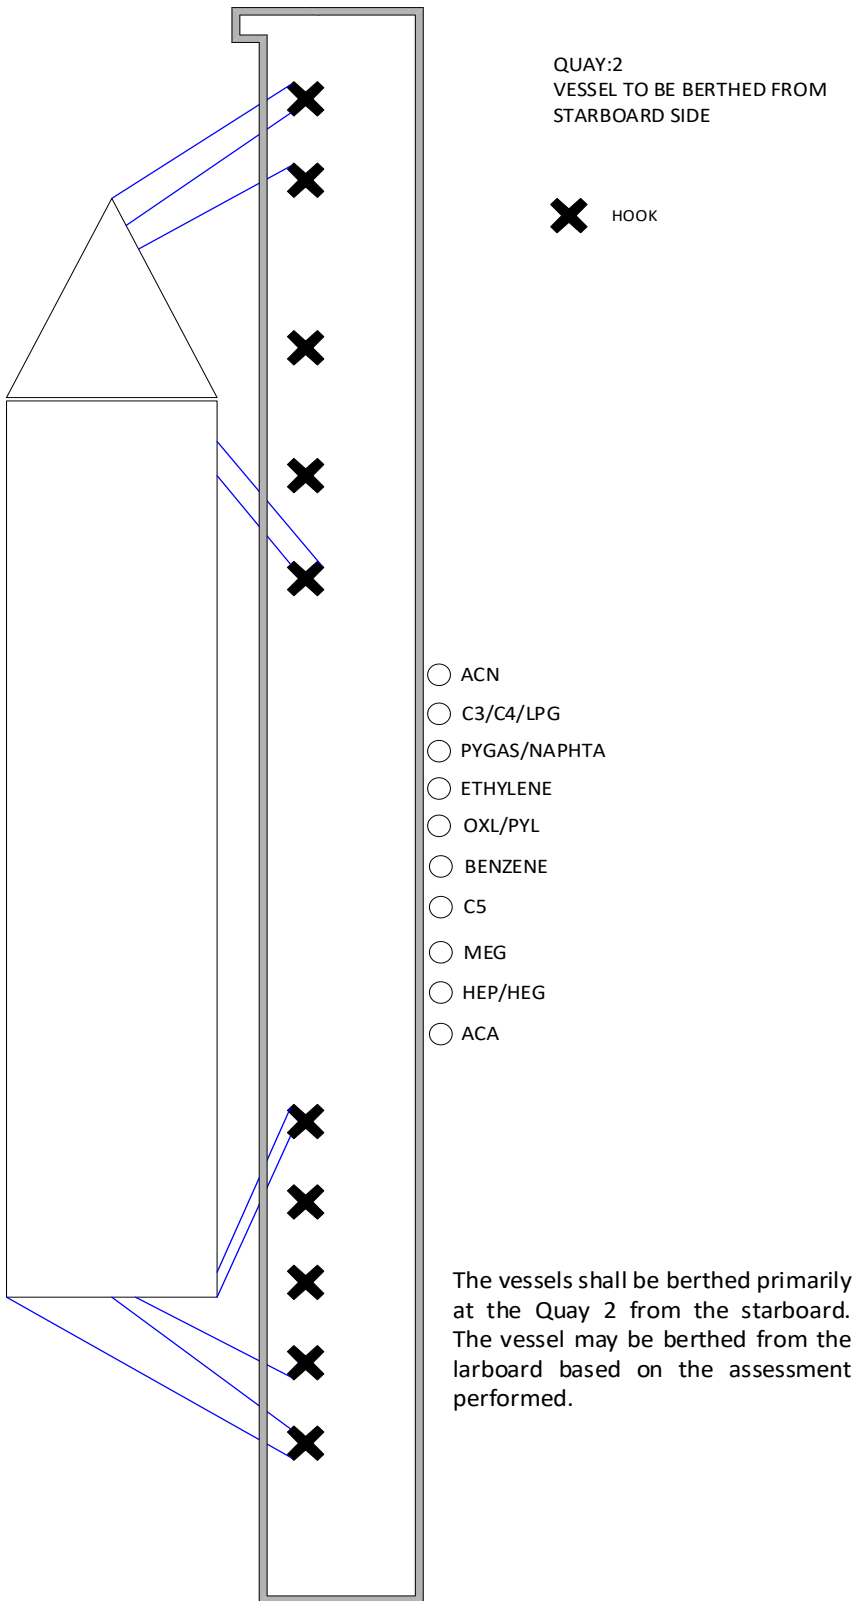 QUAY:2
VESSEL TO BE BERTHED FROM
STARBOARD SIDE
HOOK
ACN
C3/C4/LPG
PYGAS/NAPHTA
ETHYLENE
OXL/PYL
BENZENE
C5
MEG
HEP/HEG
ACA
The vessels shall be berthed primarily
at the Quay 2 from the starboard.
The vessel may be berthed from the
larboard based on the assessment
performed.